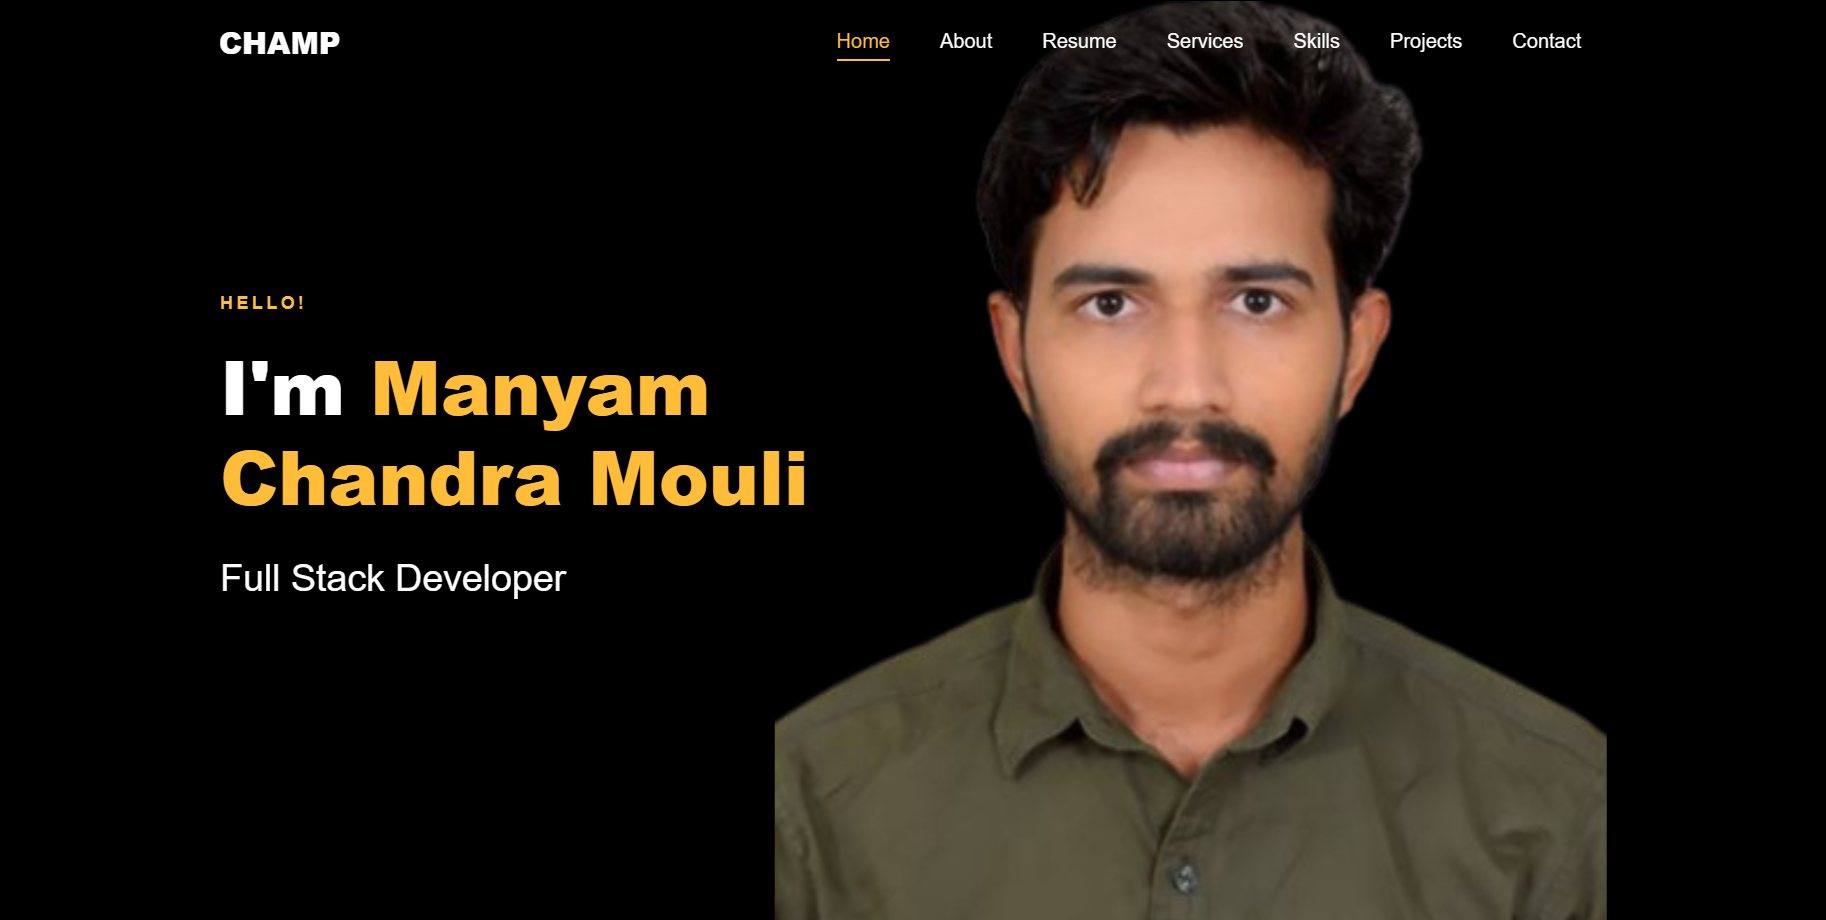 CHAMP
Home About Resume Services Skills Projects Contact
HELLO!
I'm Manyam
Chandra Mouli
Full Stack Developer